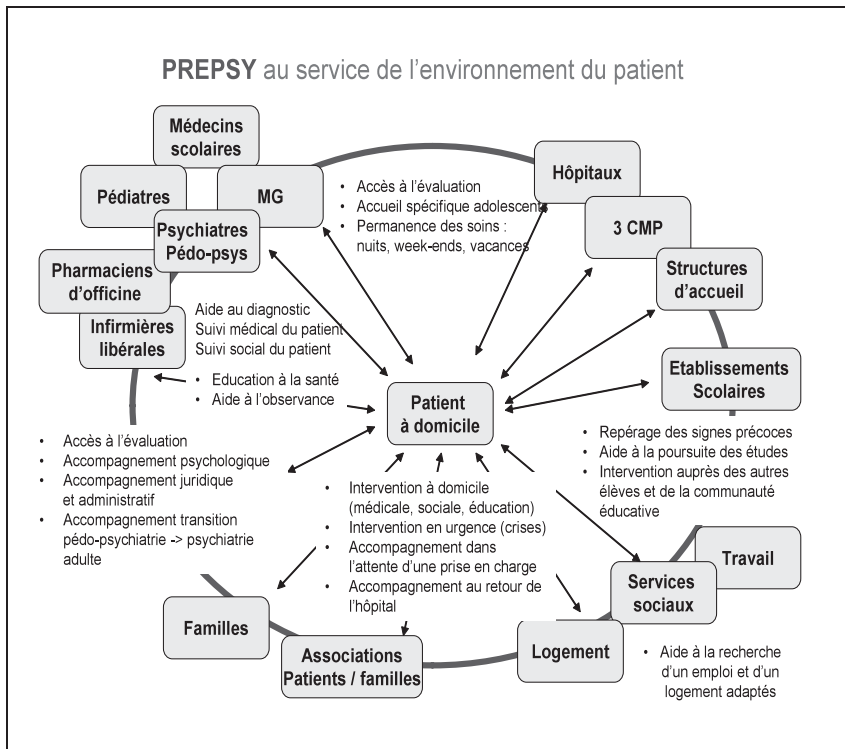 PREPSY au service de l'environnement du patient
Médecins
scolaires
Pédiatres
MG
Psychiatres
Pédo-psys
Pharmaciens
d'officine
Infirmières
libérales
• Accès à l'évaluation
• Accueil spécifique adolescents
• Permanence des soins :
nuits, week-ends, vacances
Hôpitaux
3 CMP
Structures
d'accueil
Etablissements
Scolaires
Aide au diagnostic
Suivi médical du patient
Suivi social du patient
• Education à la santé
• Aide à l'observance
Patient
à domicile
• Accès à l'évaluation
• Accompagnement psychologique
• Accompagnement juridique
et administratif
• Accompagnement transition
pédo-psychiatrie -> psychiatrie
adulte
• Intervention à domicile
(médicale, sociale, éducation)
• Intervention en urgence (crises)
• Accompagnement dans
l'attente d'une prise en charge
• Accompagnement au retour de
l'hôpital
• Repérage des signes précoces
• Aide à la poursuite des études
• Intervention auprès des autres
élèves et de la communauté
éducative
Travail
Services
sociaux
Logement
• Aide à la recherche
d'un emploi et d'un
logement adaptés
Familles
Associations
Patients / familles